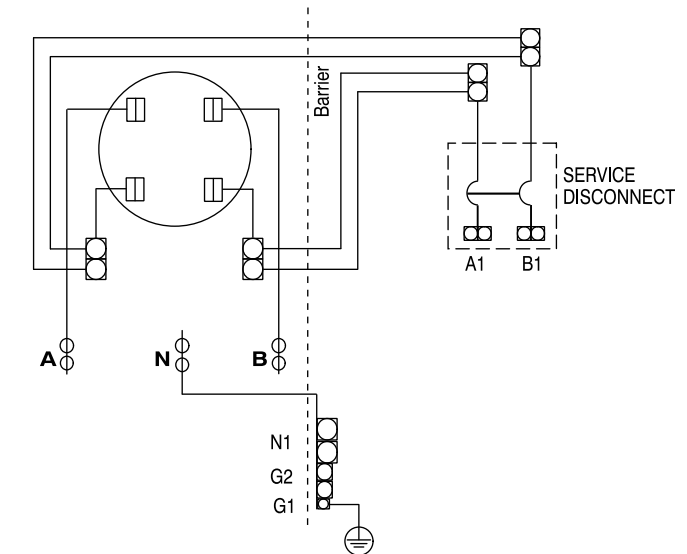 Barrier
SERVICE
DISCONNECT
A1 B1
A N B
N1
G2
G1